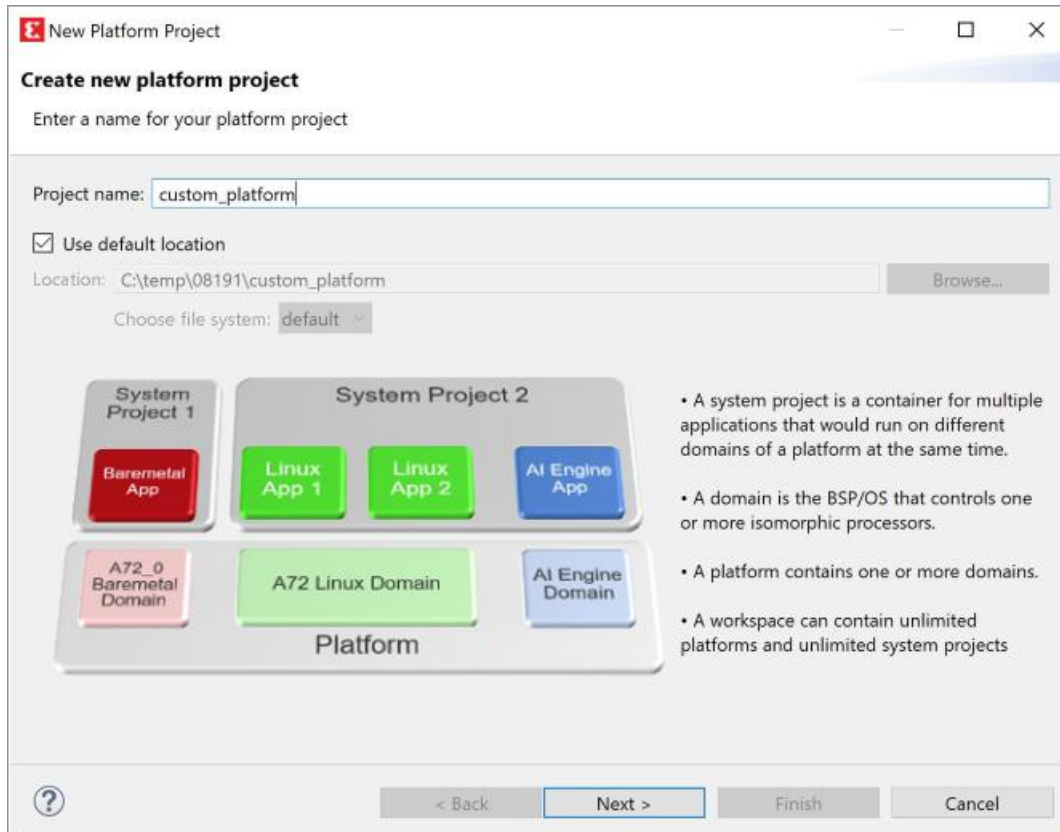 New Platform Project
Create new platform project
Enter a name for your platform project
Project name: custom_platform
Use default location
Location: C:\temp\08191\custom_platform Browse...
Choose file system: default
System
Project 1
System Project 2
Baremetal
App
Linux
App 1
Linux
App 2
AI Engine
App
A72_0
Baremetal
Domain
A72 Linux Domain
AI Engine
Domain
Platform
• A system project is a container for multiple
applications that would run on different
domains of a platform at the same time.
• A domain is the BSP/OS that controls one
or more isomorphic processors.
• A platform contains one or more domains.
• A workspace can contain unlimited
platforms and unlimited system projects
? < Back Next > Finish Cancel